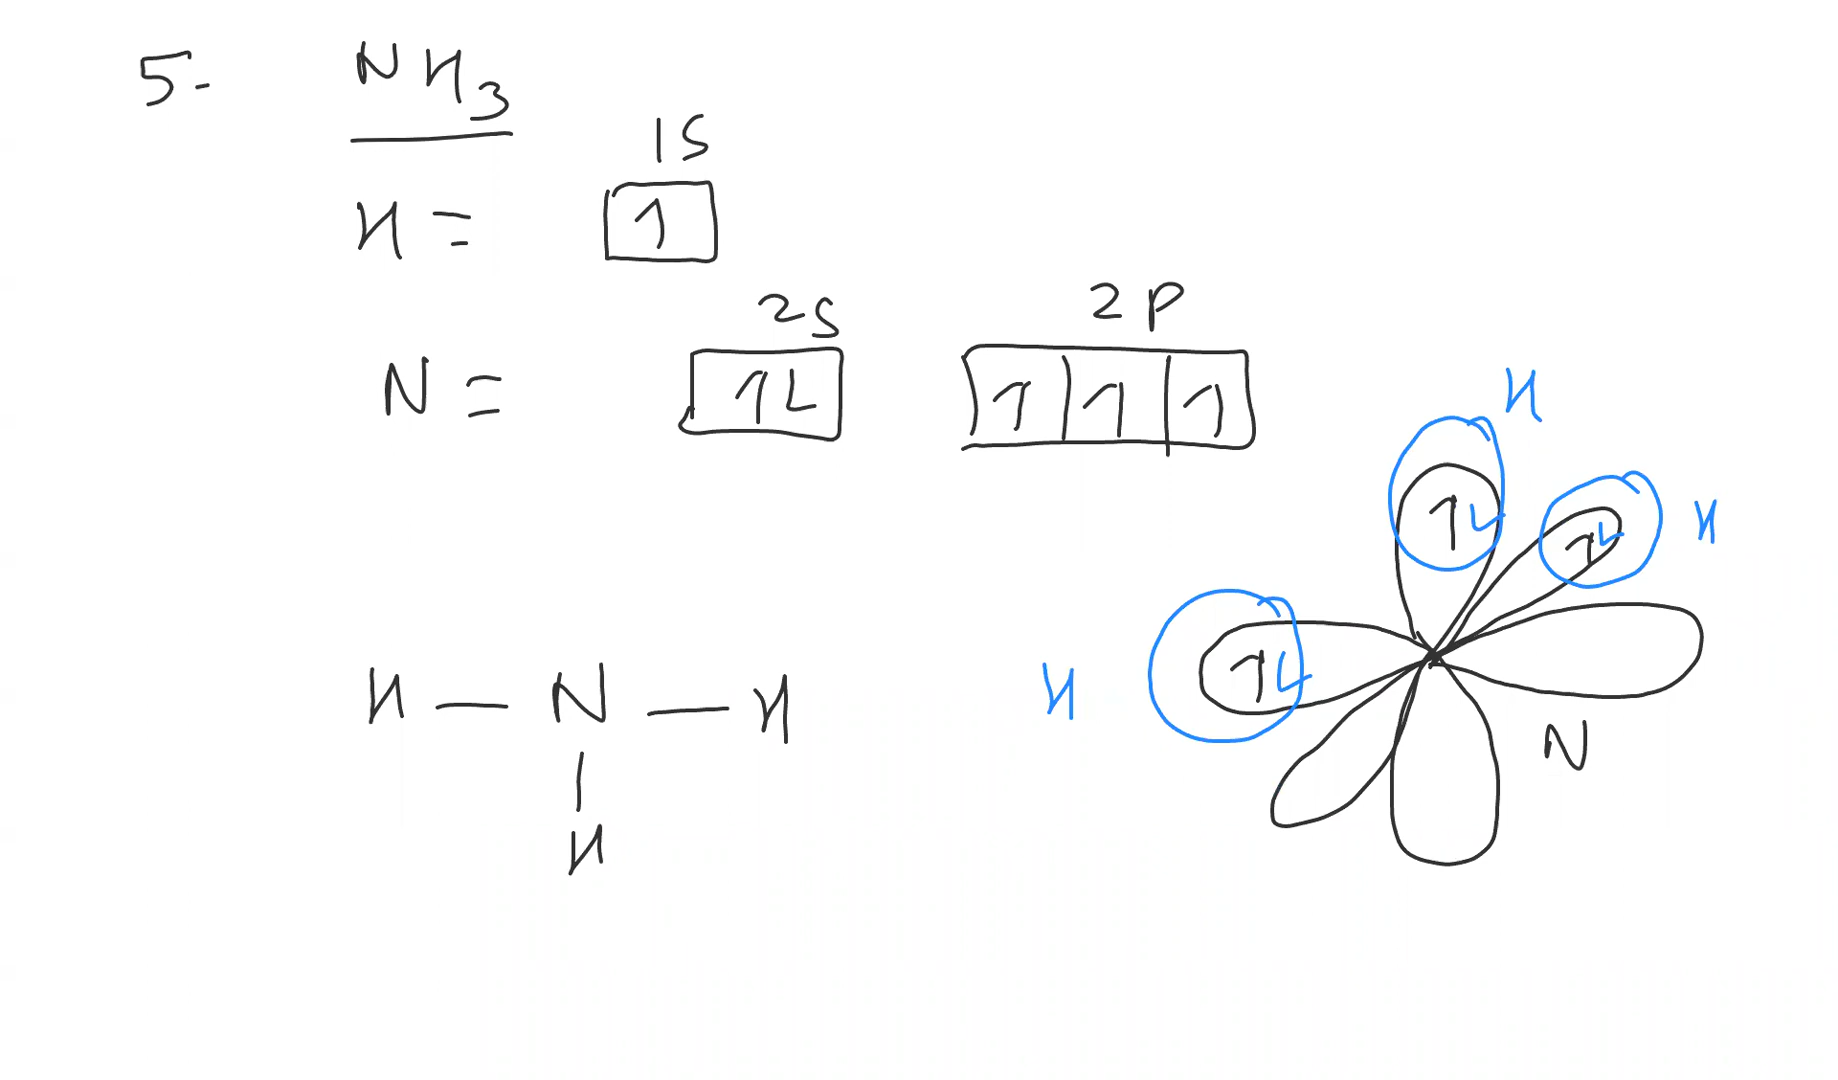 5- NH3
1S
H = 1
2S 2P
N = 1L 1 1 1
H
1L 1L H
H 1L
H — N — H
N
|
H